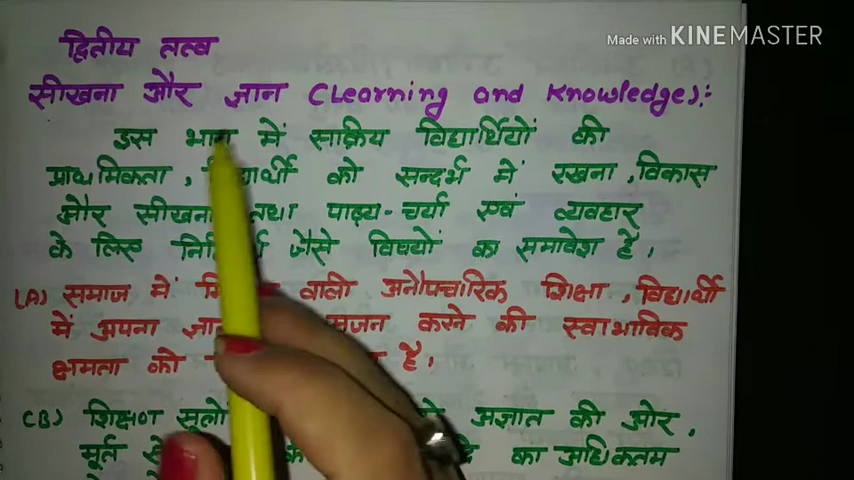 Made with KINEMASTER
द्वितीय तत्व
सीखना और ज्ञान (Learning and Knowledge):
इस भाग में साक्रिय विद्यार्थियों की
प्राथमिकता, को सन्दर्भ में रखना, विकास
और सीखना तथा पाठ्य-चर्या एवं व्यवहार
के लिए जैसे विषयों का समावेश है।
(A) समाज में वाली अनौपचारिक शिक्षा, विद्यार्थी
में अपना सृजन करने की स्वाभाविक
क्षमता को है।
(B) शिक्षण अज्ञात की ओर,
मूर्त का अधिकतम